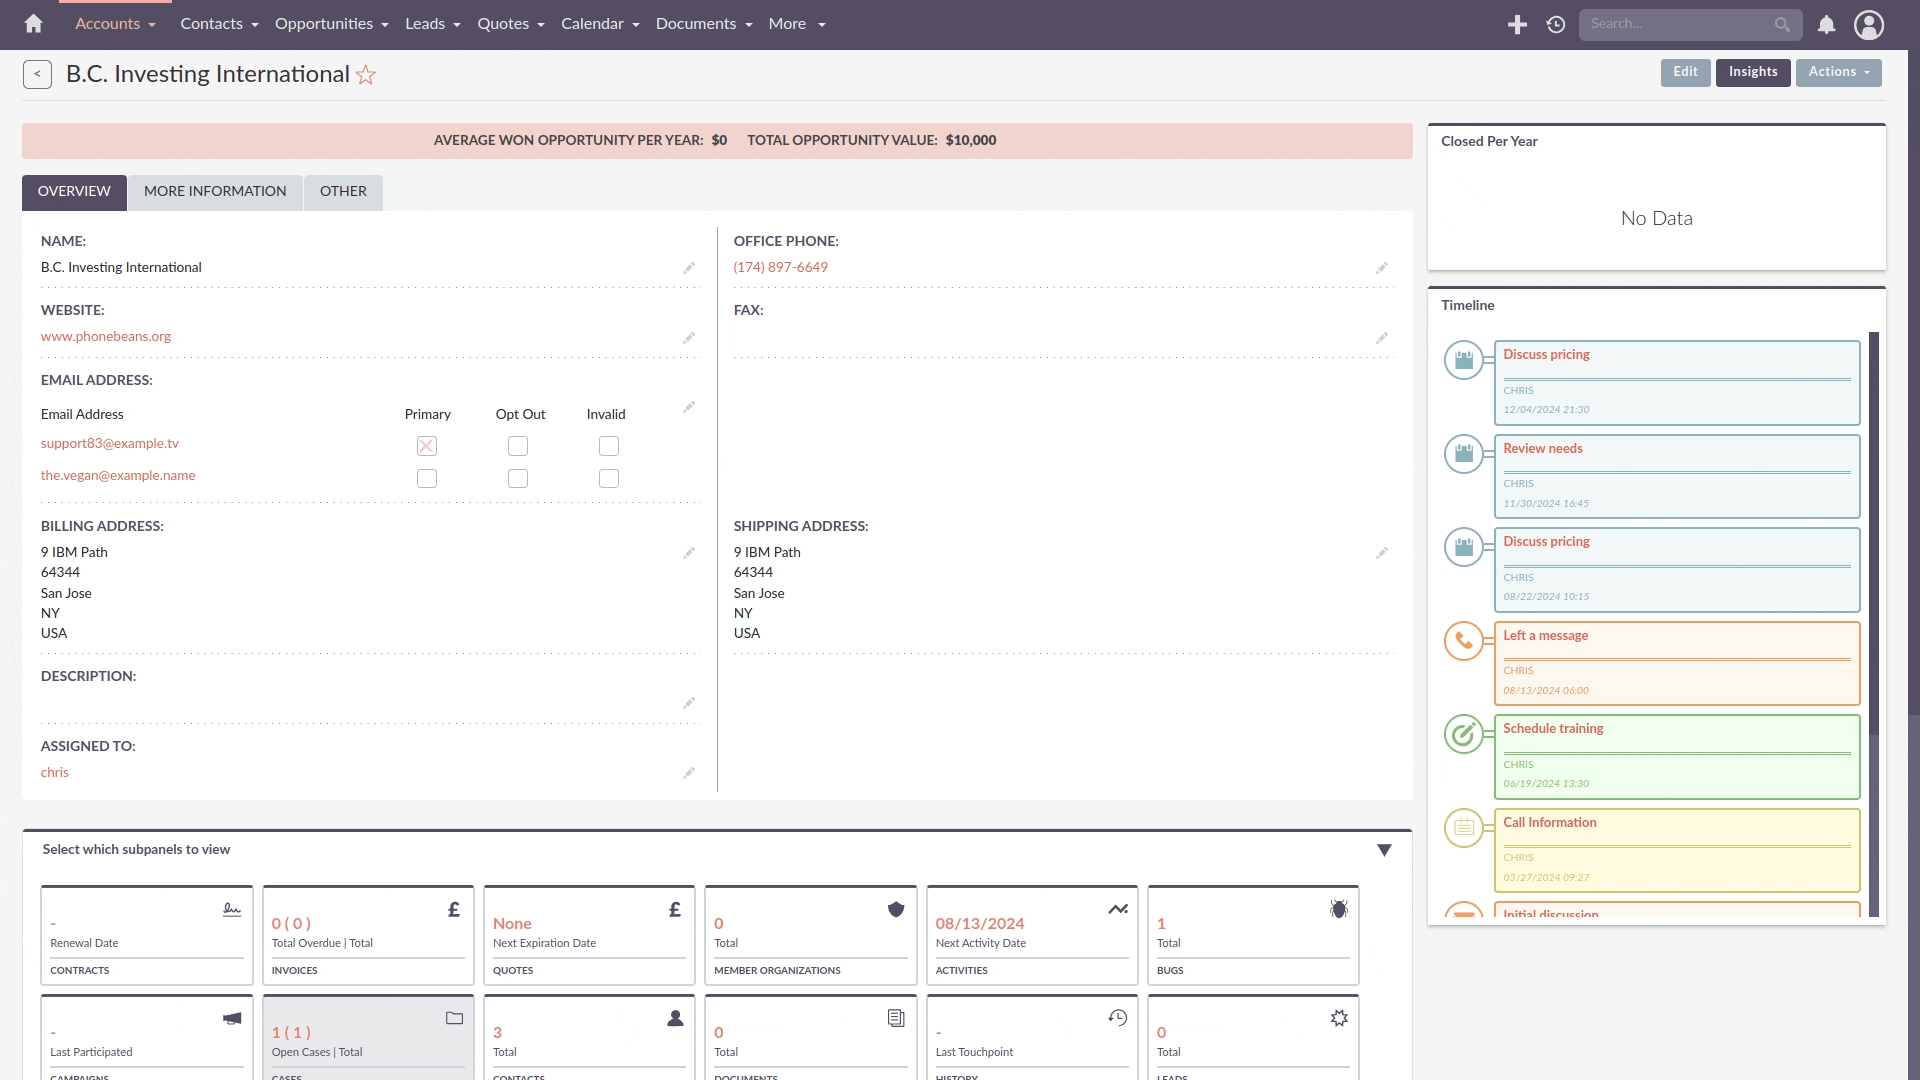 Accounts
Contacts
Opportunities
Leads
Quotes
Calendar
Documents
More
Search...
<
B.C. Investing International
Edit
Insights
Actions
AVERAGE WON OPPORTUNITY PER YEAR: $0 TOTAL OPPORTUNITY VALUE: $10,000
OVERVIEW
MORE INFORMATION
OTHER
NAME:
B.C. Investing International
OFFICE PHONE:
(174) 897-6649
WEBSITE:
www.phonebeans.org
FAX:
EMAIL ADDRESS:
Email Address Primary Opt Out Invalid
support83@example.tv
the.vegan@example.name
BILLING ADDRESS:
9 IBM Path
64344
San Jose
NY
USA
SHIPPING ADDRESS:
9 IBM Path
64344
San Jose
NY
USA
DESCRIPTION:
ASSIGNED TO:
chris
Closed Per Year
No Data
Timeline
Discuss pricing
CHRIS
12/04/2024 21:30
Review needs
CHRIS
11/30/2024 16:45
Discuss pricing
CHRIS
08/22/2024 10:15
Left a message
CHRIS
08/13/2024 06:00
Schedule training
CHRIS
06/19/2024 13:30
Call Information
CHRIS
03/27/2024 09:27
Initial discussion
Select which subpanels to view
-
Renewal Date
CONTRACTS
£
0 ( 0 )
Total Overdue | Total
INVOICES
£
None
Next Expiration Date
QUOTES
0
Total
MEMBER ORGANIZATIONS
08/13/2024
Next Activity Date
ACTIVITIES
1
Total
BUGS
-
Last Participated
CAMPAIGNS
1 ( 1 )
Open Cases | Total
CASES
3
Total
CONTACTS
0
Total
DOCUMENTS
-
Last Touchpoint
HISTORY
0
Total
LEADS